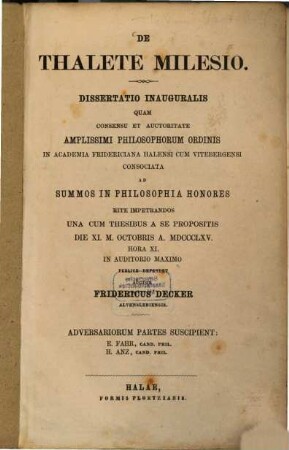 DE
THALETE MILESIO.
DISSERTATIO INAUGURALIS
QUAM
CONSENSU ET AUCTORITATE
AMPLISSIMI PHILOSOPHORUM ORDINIS
IN ACADEMIA FRIDERICIANA HALENSI CUM VITEBERGENSI
CONSOCIATA
AD
SUMMOS IN PHILOSOPHIA HONORES
RITE IMPETRANDOS
UNA CUM THESIBUS A SE PROPOSITIS
DIE XI. M. OCTOBRIS A. MDCCCLXV.
HORA XI.
IN AUDITORIO MAXIMO
PUBLICE DEFENDET
AUCTOR
FRIDERICUS DECKER
ADVERSARIORUM PARTES SUSCIPIENT:
E. FAHR, CAND. PHIL.
H. ANZ, CAND. PHIL.
HALAE,
FORMIS PLOETZIANIS.